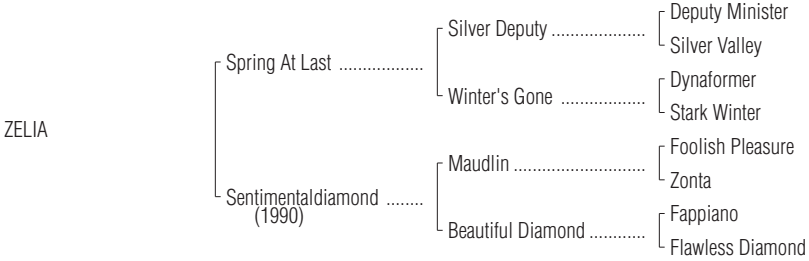 Deputy Minister
Silver Deputy ....................
Silver Valley
Spring At Last ..................
Dynaformer
Winter's Gone ..................
Stark Winter
ZELIA
Foolish Pleasure
Maudlin ............................
Zonta
Sentimentaldiamond ........
(1990)
Fappiano
Beautiful Diamond ............
Flawless Diamond